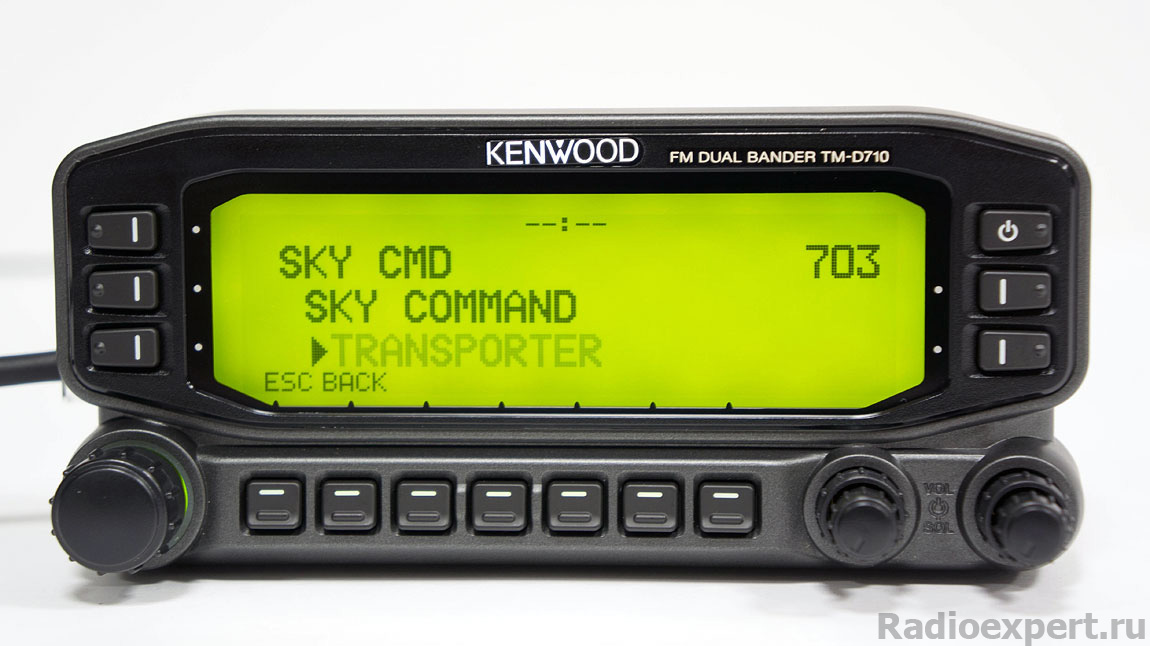 KENWOOD FM DUAL BANDER TM-D710
--:--
SKY CMD 703
SKY COMMAND
▶TRANSPORTER
ESC BACK
VOL
SQL
Radioexpert.ru